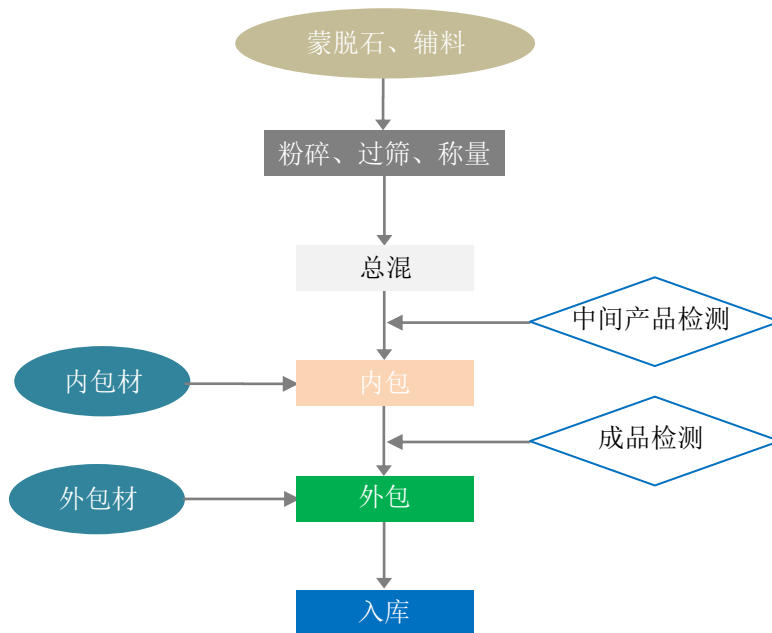 蒙脱石、辅料
粉碎、过筛、称量
总混
中间产品检测
内包材
内包
成品检测
外包材
外包
入库